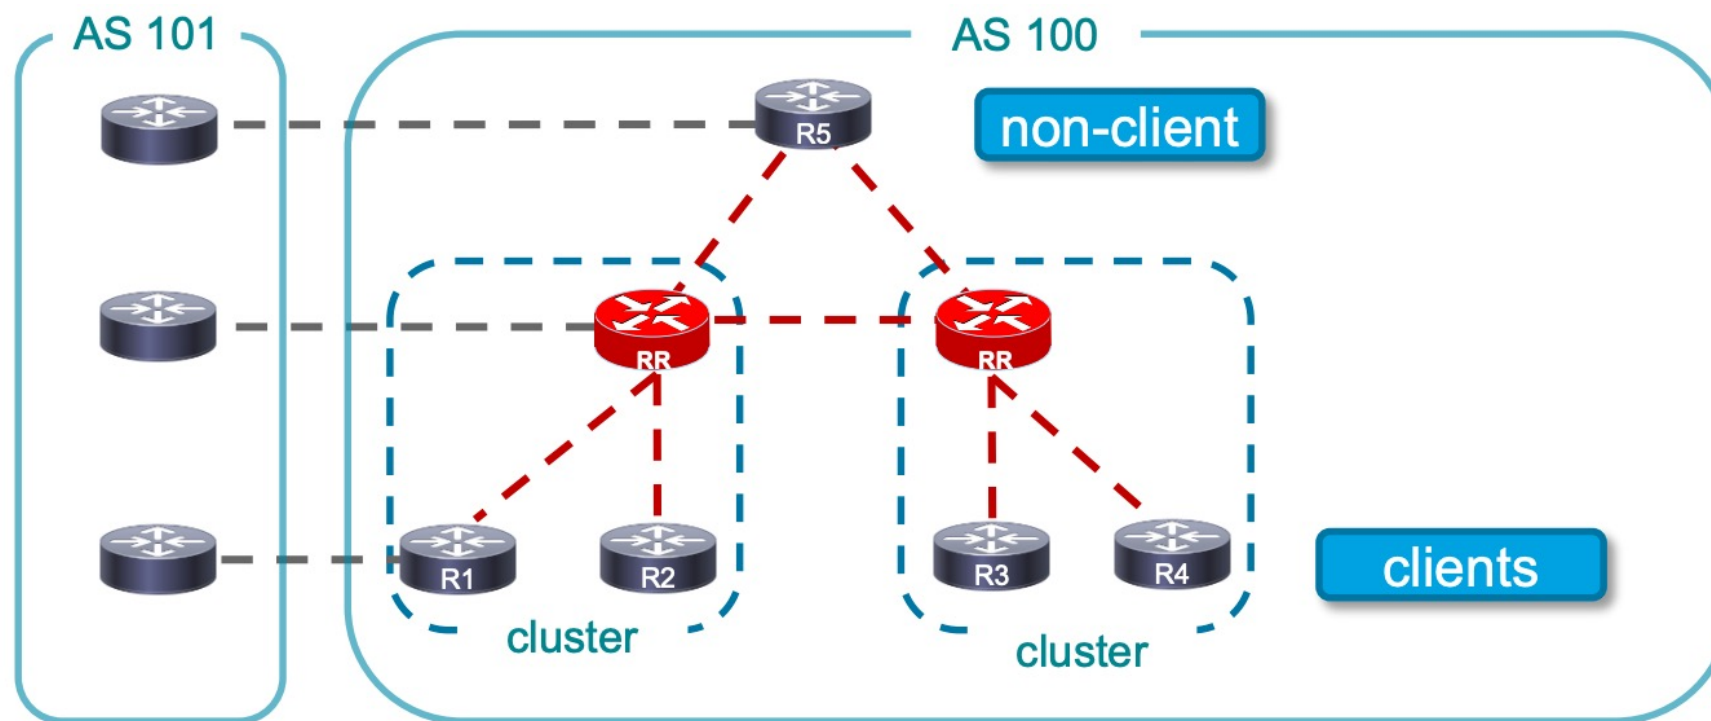 AS 101
AS 100
R5
non-client
RR
RR
R1
R2
R3
R4
clients
cluster
cluster